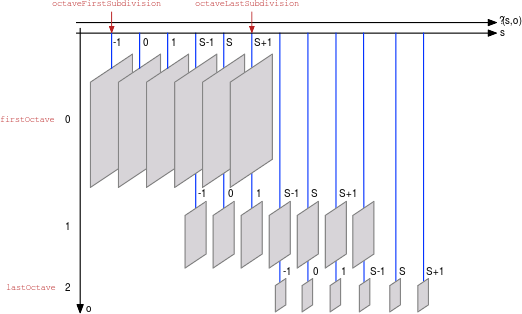 octaveFirstSubdivision octaveLastSubdivision
(s,o)
s
-1 0 1 S-1 S S+1
firstOctave 0
-1 0 1 S-1 S S+1
1
-1 0 1 S-1 S S+1
lastOctave 2
o